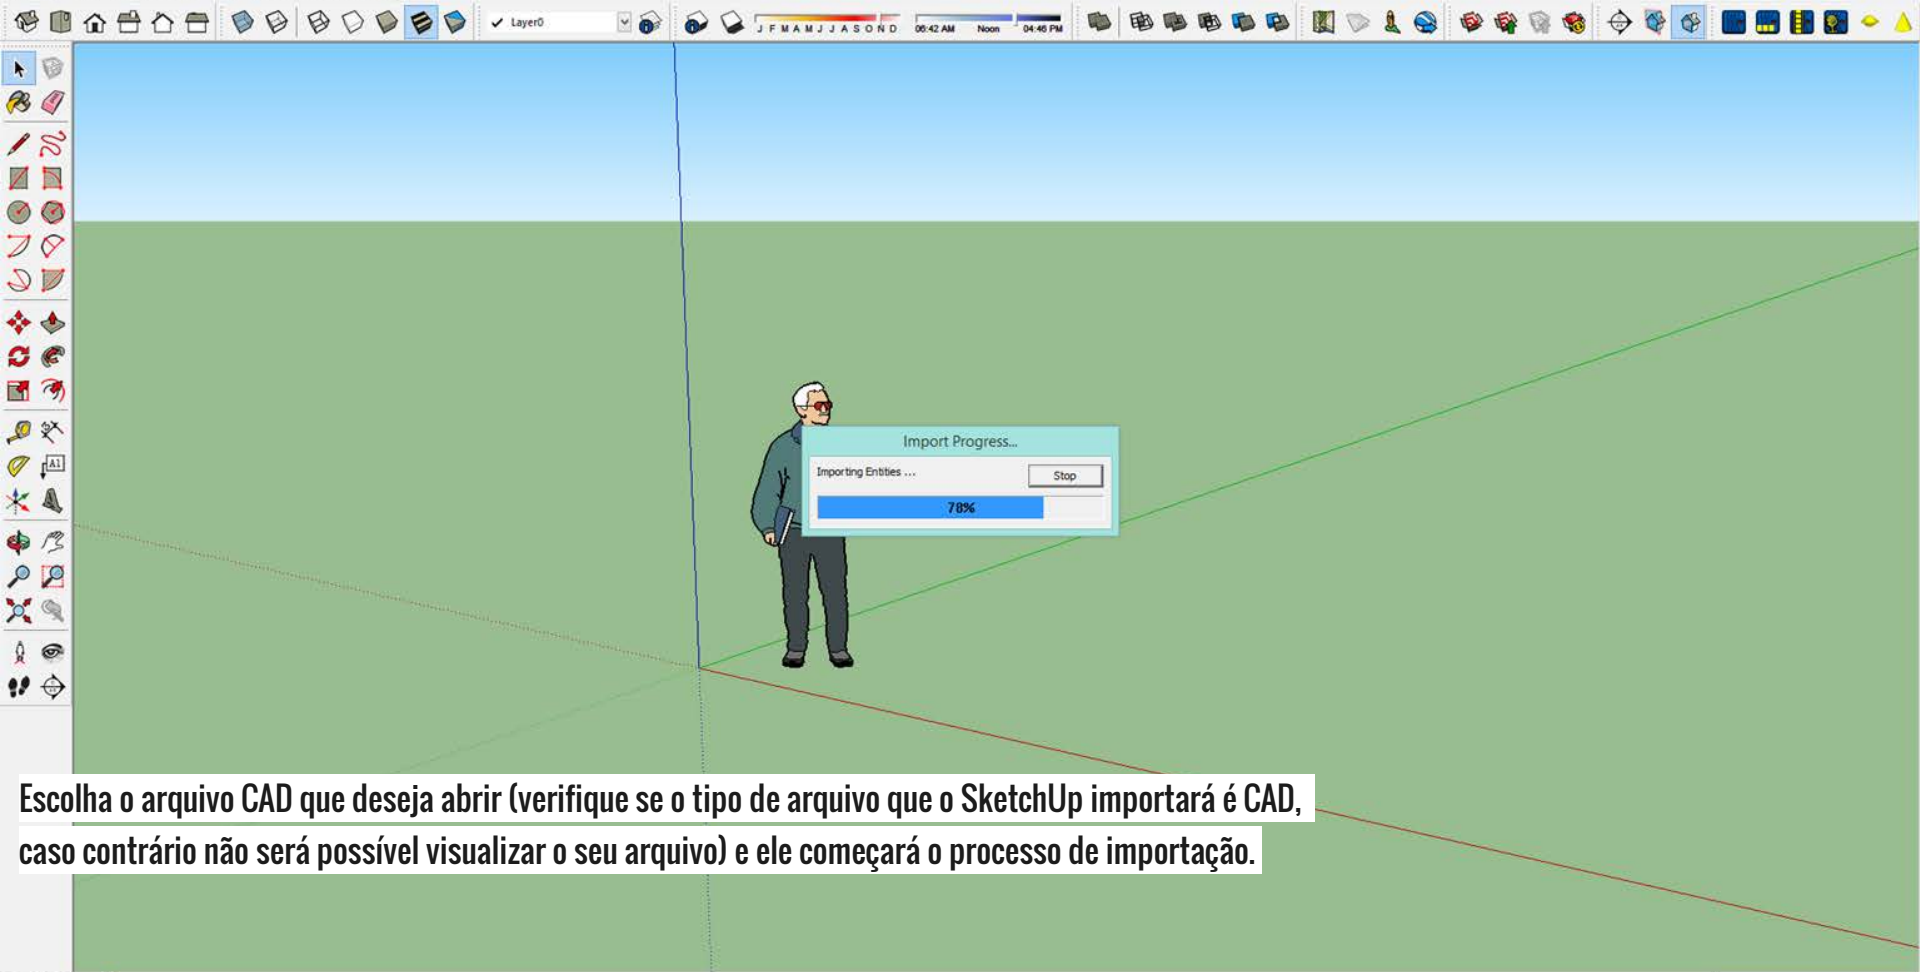 Layer0
J F M A M J J A S O N D
06:42 AM Noon 04:46 PM
A1
Import Progress...
Importing Entities ...
Stop
78%
Escolha o arquivo CAD que deseja abrir (verifique se o tipo de arquivo que o SketchUp importará é CAD,
caso contrário não será possível visualizar o seu arquivo) e ele começará o processo de importação.